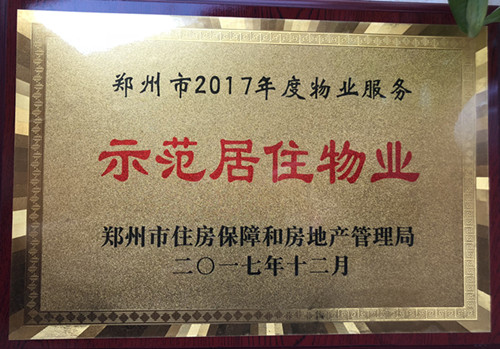 郑州市2017年度物业服务
示范居住物业
郑州市住房保障和房地产管理局
二〇一七年十二月